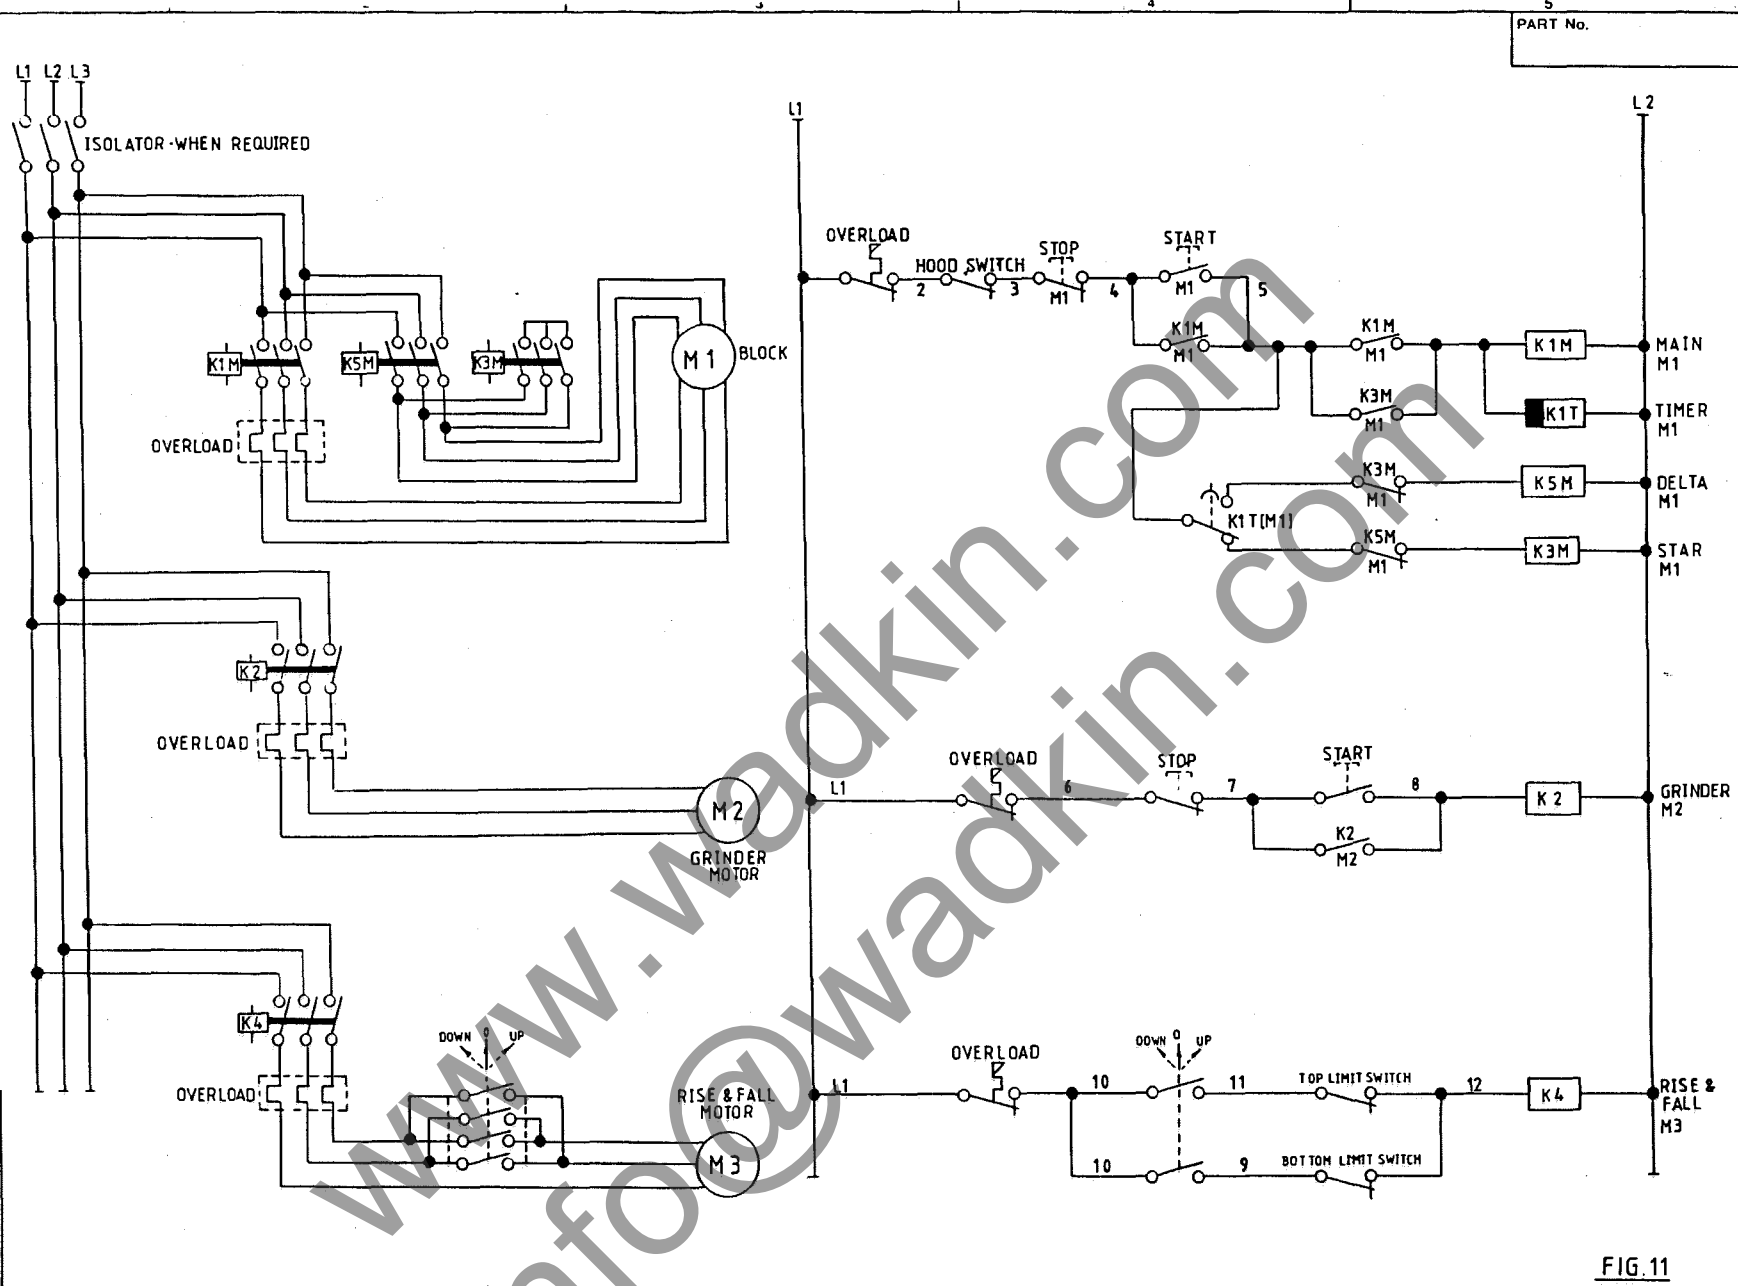 3
4
5
PART No.
L1 L2 L3
ISOLATOR-WHEN REQUIRED
K1M
K5M
K3M
M1
BLOCK
OVERLOAD
K2
OVERLOAD
M2
GRINDER
MOTOR
K4
OVERLOAD
DOWN 0 UP
RISE & FALL
MOTOR
M3
L1
L2
OVERLOAD
2
HOOD SWITCH
3
STOP
M1
4
START
M1
5
K1M
M1
K1M
M1
K1M
MAIN
M1
K3M
M1
K1T
TIMER
M1
K3M
M1
K5M
DELTA
M1
K1T[M1]
K5M
M1
K3M
STAR
M1
L1
OVERLOAD
6
STOP
7
START
8
K2
M2
K2
GRINDER
M2
L1
OVERLOAD
10
DOWN 0 UP
11
TOP LIMIT SWITCH
12
K4
RISE &
FALL
M3
10
9
BOTTOM LIMIT SWITCH
FIG.11
www.wadkin.com
nfo@wadkin.com